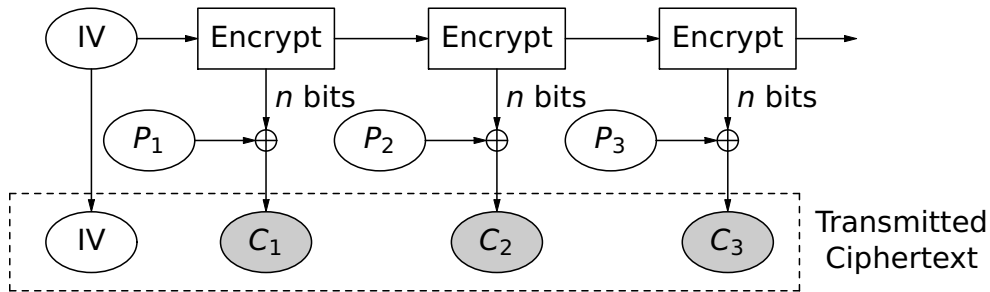 IV
Encrypt
Encrypt
Encrypt
n bits
n bits
n bits
P₁
P₂
P₃
IV
C₁
C₂
C₃
Transmitted
Ciphertext